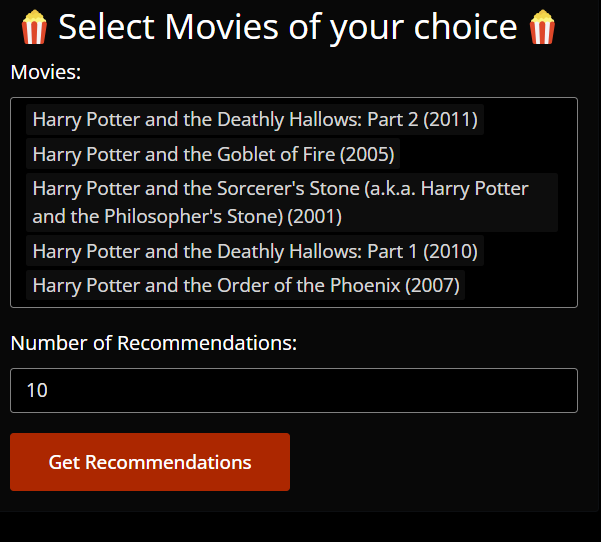 Select Movies of your choice
Movies:
Harry Potter and the Deathly Hallows: Part 2 (2011)
Harry Potter and the Goblet of Fire (2005)
Harry Potter and the Sorcerer's Stone (a.k.a. Harry Potter
and the Philosopher's Stone) (2001)
Harry Potter and the Deathly Hallows: Part 1 (2010)
Harry Potter and the Order of the Phoenix (2007)
Number of Recommendations:
10
Get Recommendations